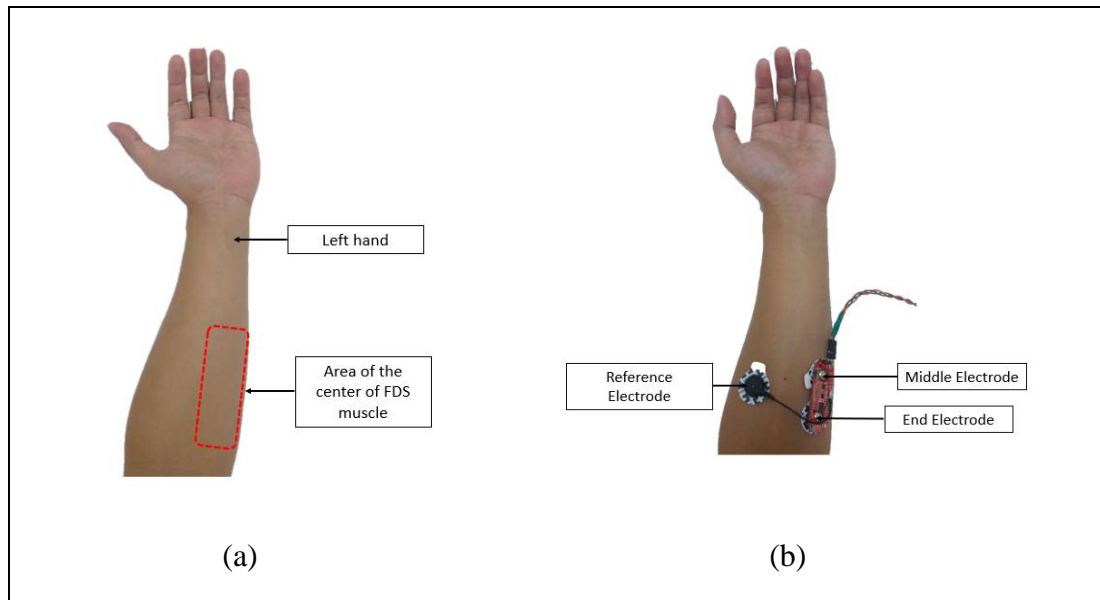 Left hand
Area of the
center of FDS
muscle
(a)
Reference
Electrode
Middle Electrode
End Electrode
(b)